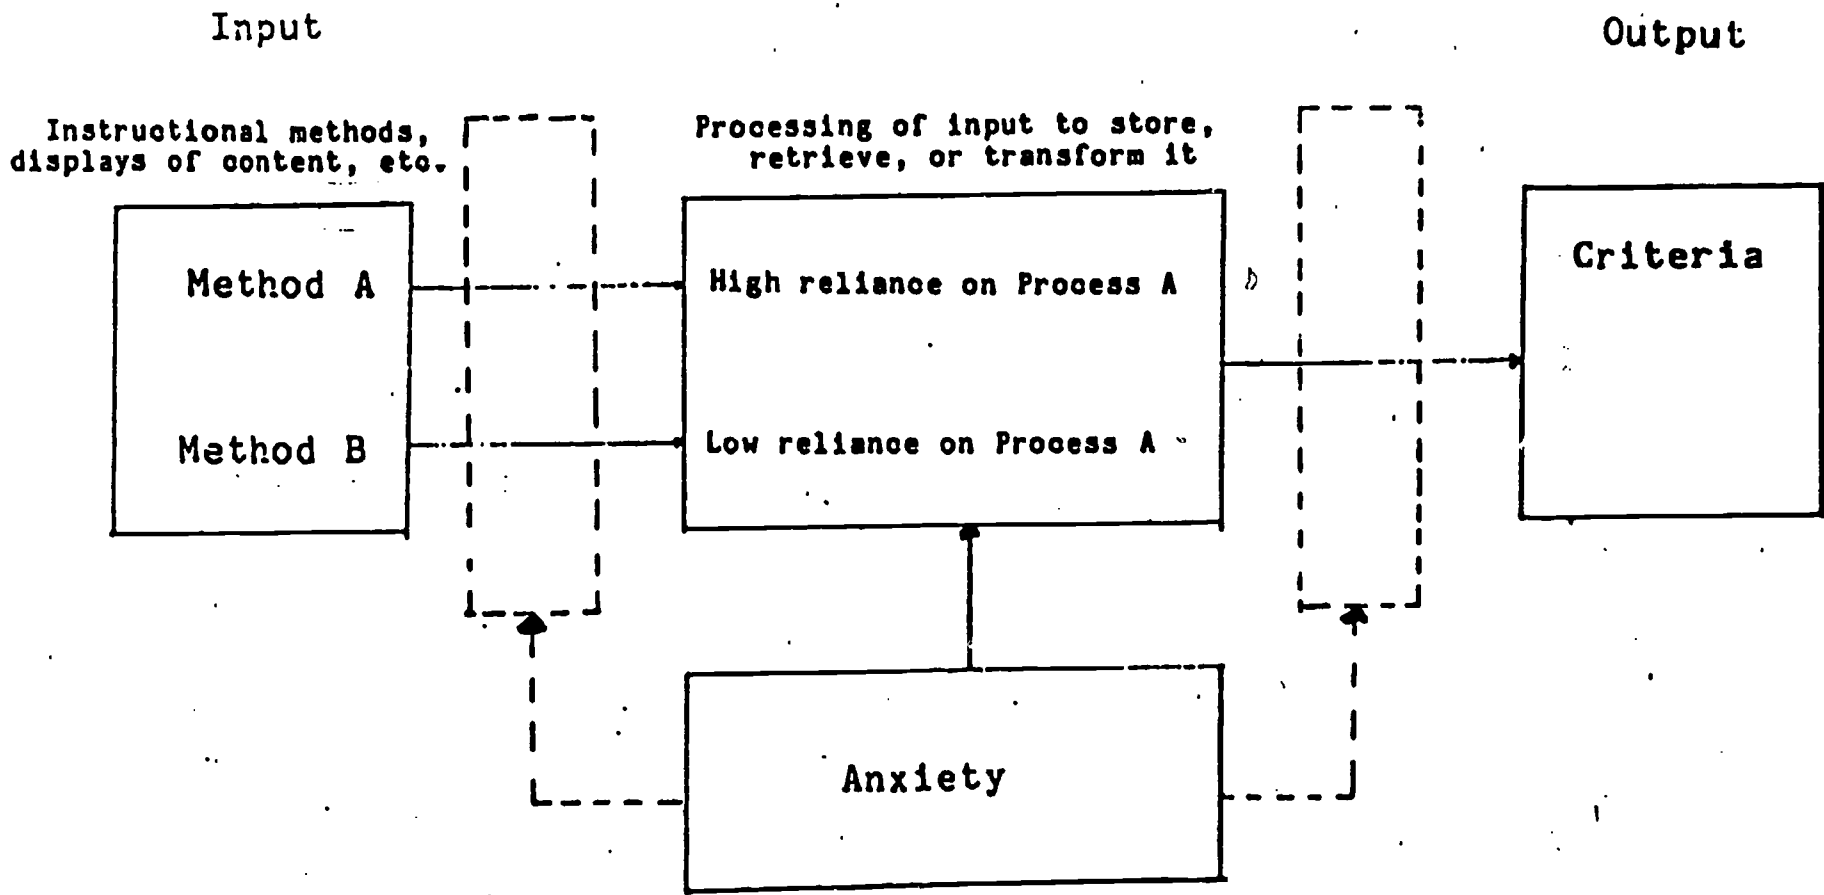 Input
Output
Instructional methods,
displays of content, etc.
Processing of input to store,
retrieve, or transform it
Method A
High reliance on Process A
Criteria
Method B
Low reliance on Process A
Anxiety